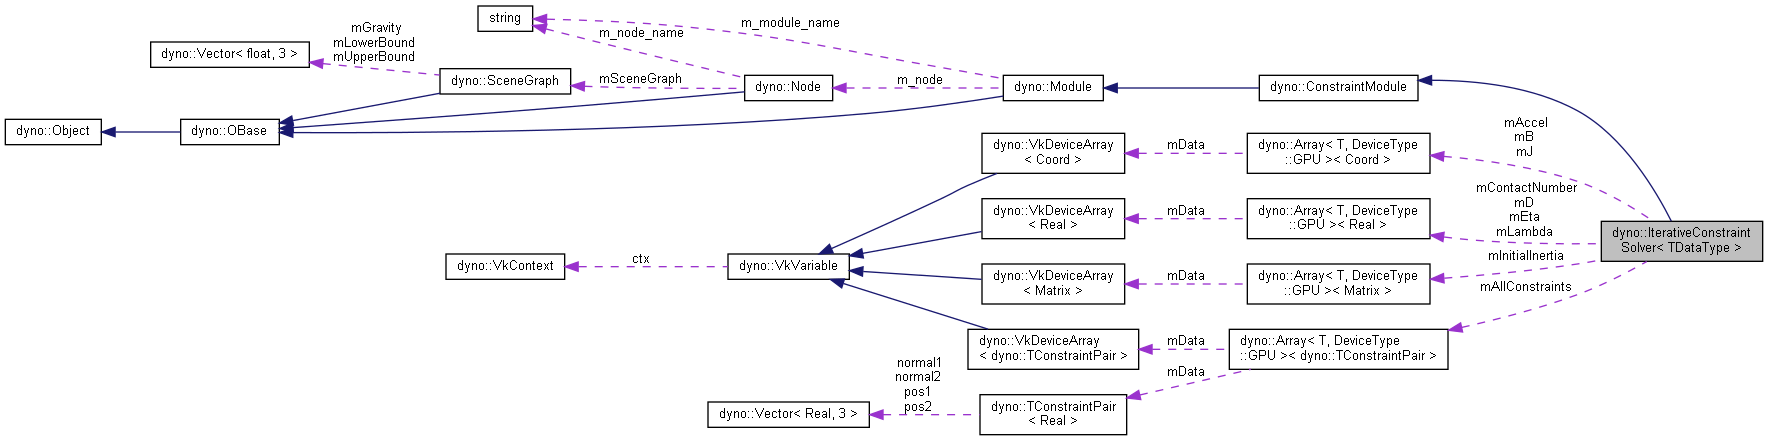 string
m_module_name
mGravity
mLowerBound
mUpperBound
m_node_name
dyno::Vector< float, 3 >
dyno::SceneGraph
mSceneGraph
dyno::Node
m_node
dyno::Module
dyno::ConstraintModule
dyno::Object
dyno::OBase
dyno::VkDeviceArray
< Coord >
mData
dyno::Array< T, DeviceType
::GPU >< Coord >
mAccel
mB
mJ
dyno::VkDeviceArray
< Real >
mData
dyno::Array< T, DeviceType
::GPU >< Real >
mContactNumber
mD
mEta
mLambda
dyno::IterativeConstraint
Solver< TDataType >
dyno::VkContext
ctx
dyno::VkVariable
dyno::VkDeviceArray
< Matrix >
mData
dyno::Array< T, DeviceType
::GPU >< Matrix >
mInitialInertia
mAllConstraints
dyno::VkDeviceArray
< dyno::TConstraintPair >
mData
dyno::Array< T, DeviceType
::GPU >< dyno::TConstraintPair >
mData
normal1
normal2
pos1
pos2
dyno::Vector< Real, 3 >
dyno::TConstraintPair
< Real >